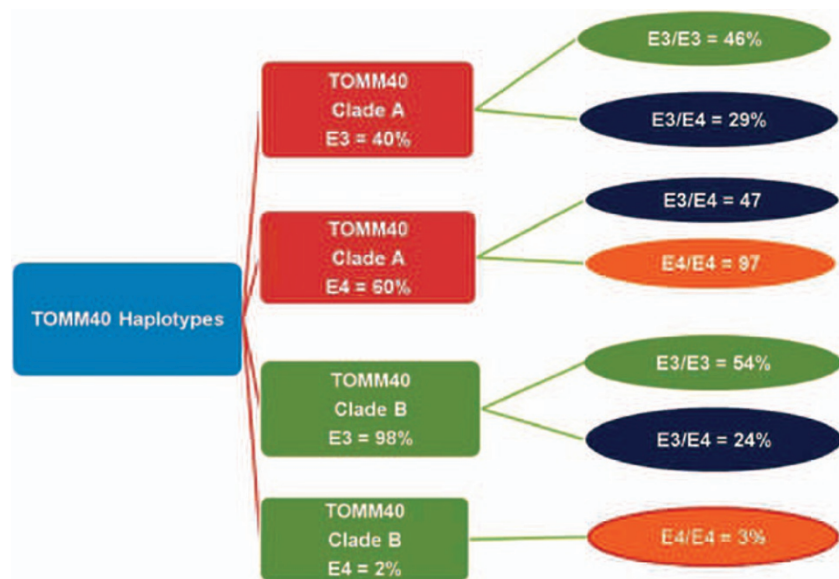 TOMM40 Haplotypes
TOMM40
Clade A
E3 = 40%
E3/E3 = 46%
E3/E4 = 29%
TOMM40
Clade A
E4 = 60%
E3/E4 = 47
E4/E4 = 97
TOMM40
Clade B
E3 = 98%
E3/E3 = 54%
E3/E4 = 24%
TOMM40
Clade B
E4 = 2%
E4/E4 = 3%